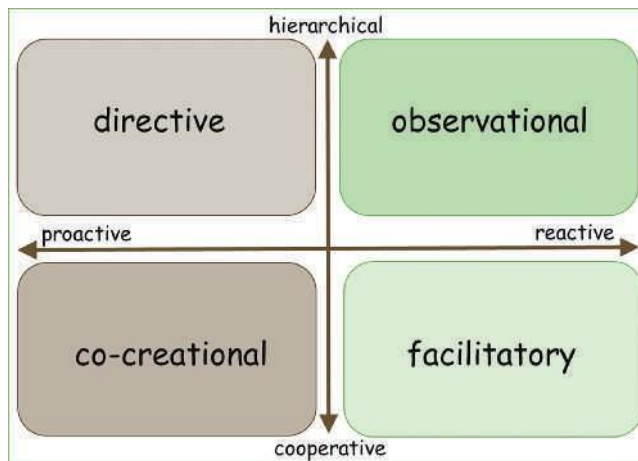 hierarchical
directive
observational
proactive
reactive
co-creational
facilitatory
cooperative